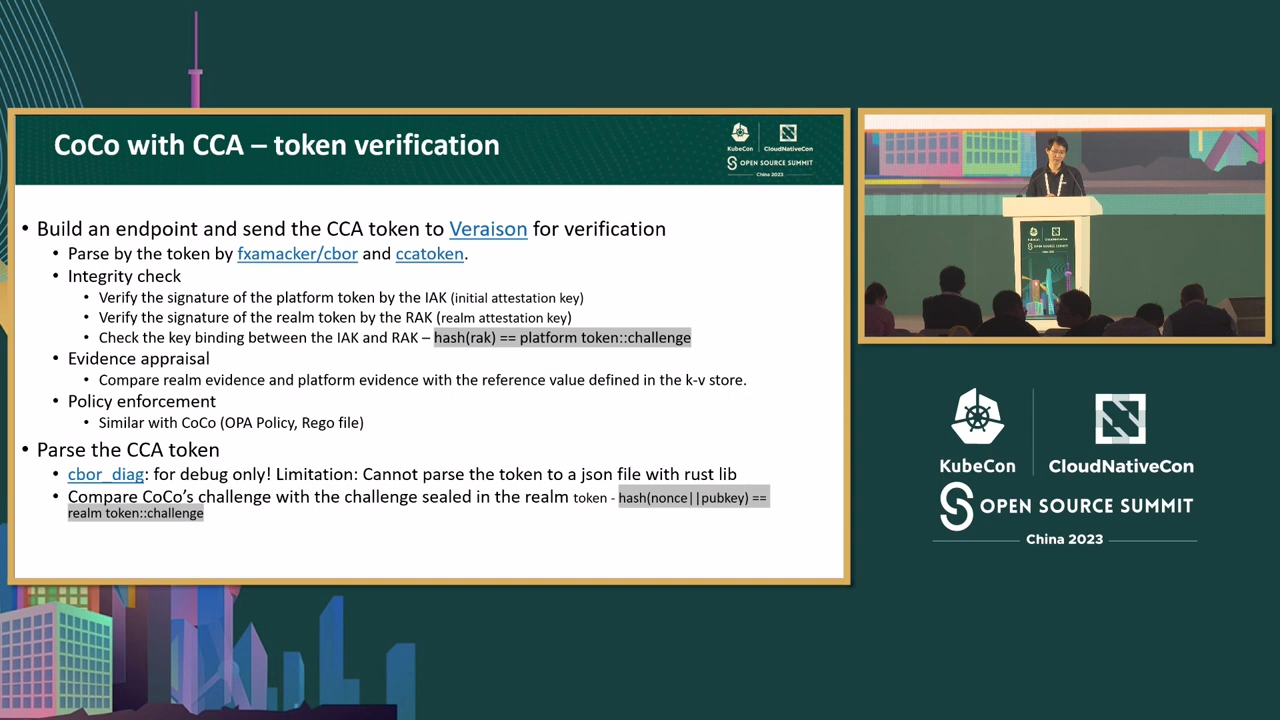 CoCo with CCA – token verification
KubeCon
CloudNativeCon
OPEN SOURCE SUMMIT
China 2023
• Build an endpoint and send the CCA token to Veraison for verification
• Parse by the token by fxamacker/cbor and ccatoken.
• Integrity check
• Verify the signature of the platform token by the IAK (initial attestation key)
• Verify the signature of the realm token by the RAK (realm attestation key)
• Check the key binding between the IAK and RAK – hash(rak) == platform token::challenge
• Evidence appraisal
• Compare realm evidence and platform evidence with the reference value defined in the k-v store.
• Policy enforcement
• Similar with CoCo (OPA Policy, Rego file)
• Parse the CCA token
• cbor_diag: for debug only! Limitation: Cannot parse the token to a json file with rust lib
• Compare CoCo's challenge with the challenge sealed in the realm token - hash(nonce||pubkey) ==
realm token::challenge
KubeCon
CloudNativeCon
OPEN SOURCE SUMMIT
China 2023